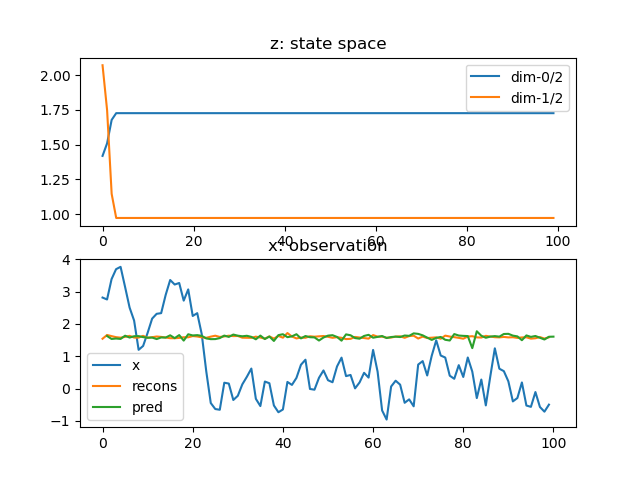 z: state space
2.00
1.75
1.50
1.25
1.00
dim-0/2
dim-1/2
0 20 40 60 80 100
x: observation
4
3
2
1
0
−1
x
recons
pred
0 20 40 60 80 100